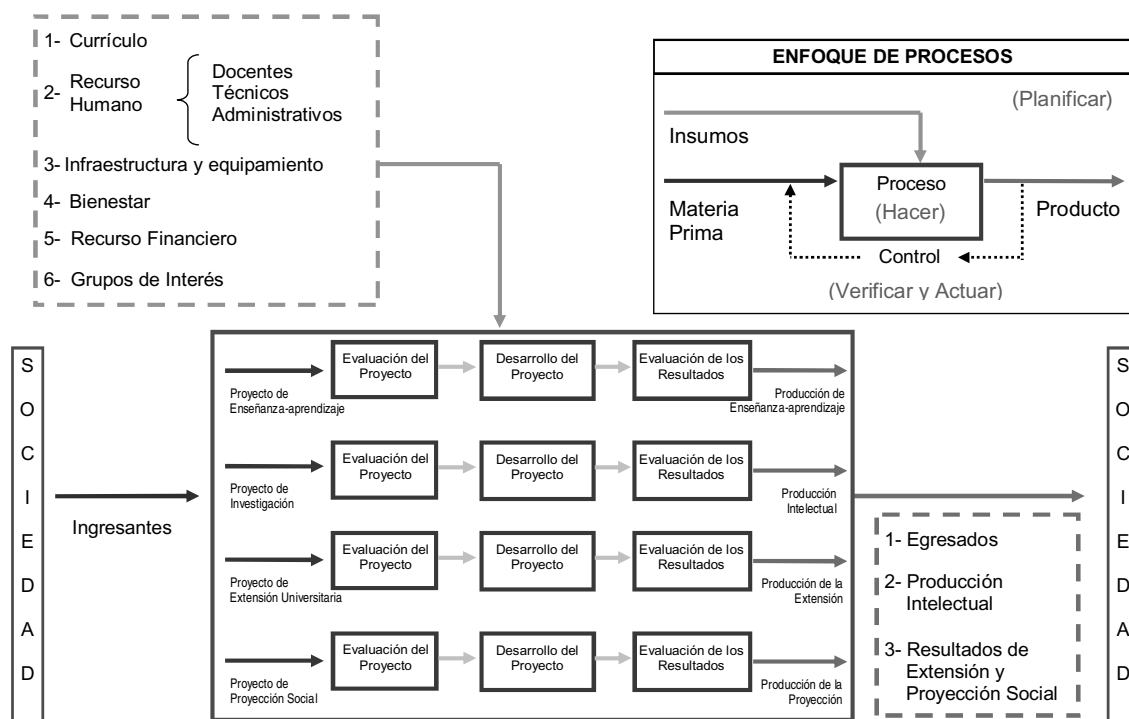 1- Currículo
2- Recurso
Humano
Docentes
Técnicos
Administrativos
3- Infraestructura y equipamiento
4- Bienestar
5- Recurso Financiero
6- Grupos de Interés
ENFOQUE DE PROCESOS
(Planificar)
Insumos
Proceso
(Hacer)
Materia
Prima
Producto
Control
(Verificar y Actuar)
SOCIEDAD
Ingresantes
Evaluación del
Proyecto
Desarrollo del
Proyecto
Evaluación de los
Resultados
Proyecto de
Enseñanza-aprendizaje
Producción de
Enseñanza-aprendizaje
Evaluación del
Proyecto
Desarrollo del
Proyecto
Evaluación de los
Resultados
Proyecto de
Investigación
Producción
Intelectual
Evaluación del
Proyecto
Desarrollo del
Proyecto
Evaluación de los
Resultados
Proyecto de
Extensión Universitaria
Producción de la
Extensión
Evaluación del
Proyecto
Desarrollo del
Proyecto
Evaluación de los
Resultados
Proyecto de
Proyección Social
Producción de la
Proyección
1- Egresados
2- Producción
Intelectual
3- Resultados de
Extensión y
Proyección Social
SOCIEDAD